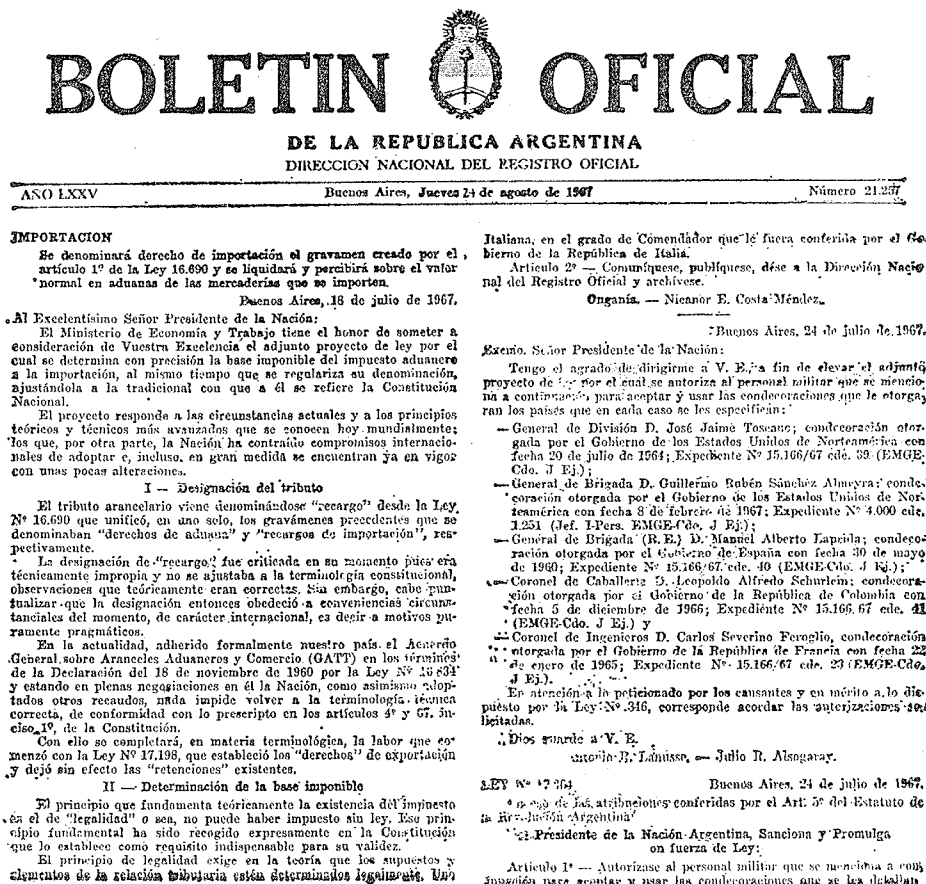 BOLETIN OFICIAL
DE LA REPUBLICA ARGENTINA
DIRECCION NACIONAL DEL REGISTRO OFICIAL
AÑO LXXV Buenos Aires, Jueves 24 de agosto de 1967 Número 21.257
IMPORTACION
Se denominará derecho de importación el gravamen creado por el
artículo 1º de la Ley 16.690 y se liquidará y percibirá sobre el valor
normal en aduanas de las mercaderías que se importen.
Buenos Aires, 18 de julio de 1967.
Al Excelentísimo Señor Presidente de la Nación:
El Ministerio de Economía y Trabajo tiene el honor de someter a
consideración de Vuestra Excelencia el adjunto proyecto de ley por el
cual se determina con precisión la base imponible del impuesto aduanero
a la importación, al mismo tiempo que se regulariza su denominación,
ajustándola a la tradicional con que a él se refiere la Constitución
Nacional.
El proyecto responde a las circunstancias actuales y a los principios
teóricos y técnicos más avanzados que se conocen hoy mundialmente;
los que, por otra parte, la Nación ha contraído compromisos internacio-
nales de adoptar e, incluso, en gran medida se encuentran ya en vigor
con unas pocas alteraciones.
I — Designación del tributo
El tributo arancelario viene denominándose "recargo" desde la Ley
Nº 16.690 que unificó, en uno solo, los gravámenes precedentes que se
denominaban "derechos de aduana" y "recargos de importación", res-
pectivamente.
La designación de "recargo" fue criticada en su momento pues era
técnicamente impropia y no se ajustaba a la terminología constitucional,
observaciones que teóricamente eran correctas. Sin embargo, cabe pun-
tualizar que la designación entonces obedeció a conveniencias circuns-
tanciales del momento, de carácter internacional, es decir a motivos pu-
ramente pragmáticos.
En la actualidad, adherido formalmente nuestro país el Acuerdo
General sobre Aranceles Aduaneros y Comercio (GATT) en los términos
de la Declaración del 18 de noviembre de 1960 por la Ley Nº
y estando en plenas negociaciones en él la Nación, como asimismo adop-
tados otros recaudos, nada impide volver a la terminología técnica
correcta, de conformidad con lo prescripto en los artículos 4º y 67, in-
ciso 1º, de la Constitución.
Con ello se completará, en materia terminológica, la labor que co-
menzó con la Ley Nº 17.198, que estableció los "derechos" de exportación
y dejó sin efecto las "retenciones" existentes.
II — Determinación de la base imponible
El principio que fundamenta teóricamente la existencia del impuesto
es el de "legalidad" o sea, no puede haber impuesto sin ley. Ese prin-
cipio fundamental ha sido recogido expresamente en la Constitución
que lo establece como requisito indispensable para su validez.
El principio de legalidad exige en la teoría que los supuestos y
elementos de la relación tributaria estén determinados legalmente. Uno
Italiana, en el grado de Comendador que le fuera conferida por el Go-
bierno de la República de Italia.
Artículo 2º — Comuníquese, publíquese, dése a la Dirección Nacio-
nal del Registro Oficial y archívese.
Onganía. — Nicanor E. Costa Méndez.
Buenos Aires, 24 de julio de 1967.
Excmo. Señor Presidente de la Nación:
Tengo el agrado de dirigirme a V. E. a fin de elevar el adjunto
proyecto de ley por el cual se autoriza al personal militar que se mencio-
na a continuación para aceptar y usar las condecoraciones que le otorga-
ran los países que en cada caso se les especifican:
— General de División D. José Jaime Toscano; condecoración otor-
gada por el Gobierno de los Estados Unidos de Norteamérica con
fecha 20 de julio de 1964; Expediente Nº 15.166/67 cde. 39 (EMGE-
Cdo. J Ej.);
— General de Brigada D. Guillermo Rubén Sánchez Almeyra; conde-
coración otorgada por el Gobierno de los Estados Unidos de Nor-
teamérica con fecha 8 de febrero de 1967; Expediente Nº 4.000 cde.
1.251 (Jef. I-Pers. EMGE-Cdo. J Ej.);
— General de Brigada (R.E.) D. Manuel Alberto Laprida; condeco-
ración otorgada por el Gobierno de España con fecha 30 de mayo
de 1960; Expediente Nº 15.166/67 cde. 40 (EMGE-Cdo. J Ej.);
— Coronel de Caballería D. Leopoldo Alfredo Schurlein; condecora-
ción otorgada por el Gobierno de la República de Colombia con
fecha 5 de diciembre de 1966; Expediente Nº 15.166/67 cde. 41
(EMGE-Cdo. J Ej.) y
— Coronel de Ingenieros D. Carlos Severino Feroglio, condecoración
otorgada por el Gobierno de la República de Francia con fecha 22
de enero de 1965; Expediente Nº 15.166/67 cde. 23 (EMGE-Cdo.
J Ej.).
En atención a lo peticionado por los causantes y en mérito a lo dis-
puesto por la Ley Nº 346, corresponde acordar las autorizaciones soli-
licitadas.
Dios guarde a V. E.
Antonio R. Lanusse. — Julio R. Alsogaray.
LEY Nº 17.364 Buenos Aires, 24 de julio de 1967.
En uso de las atribuciones conferidas por el Art. 5º del Estatuto de
la Revolución Argentina
El Presidente de la Nación Argentina, Sanciona y Promulga
on fuerza de Ley:
Artículo 1º — Autorízase al personal militar que se menciona a con-
tinuación para aceptar y usar las condecoraciones que se les detallan